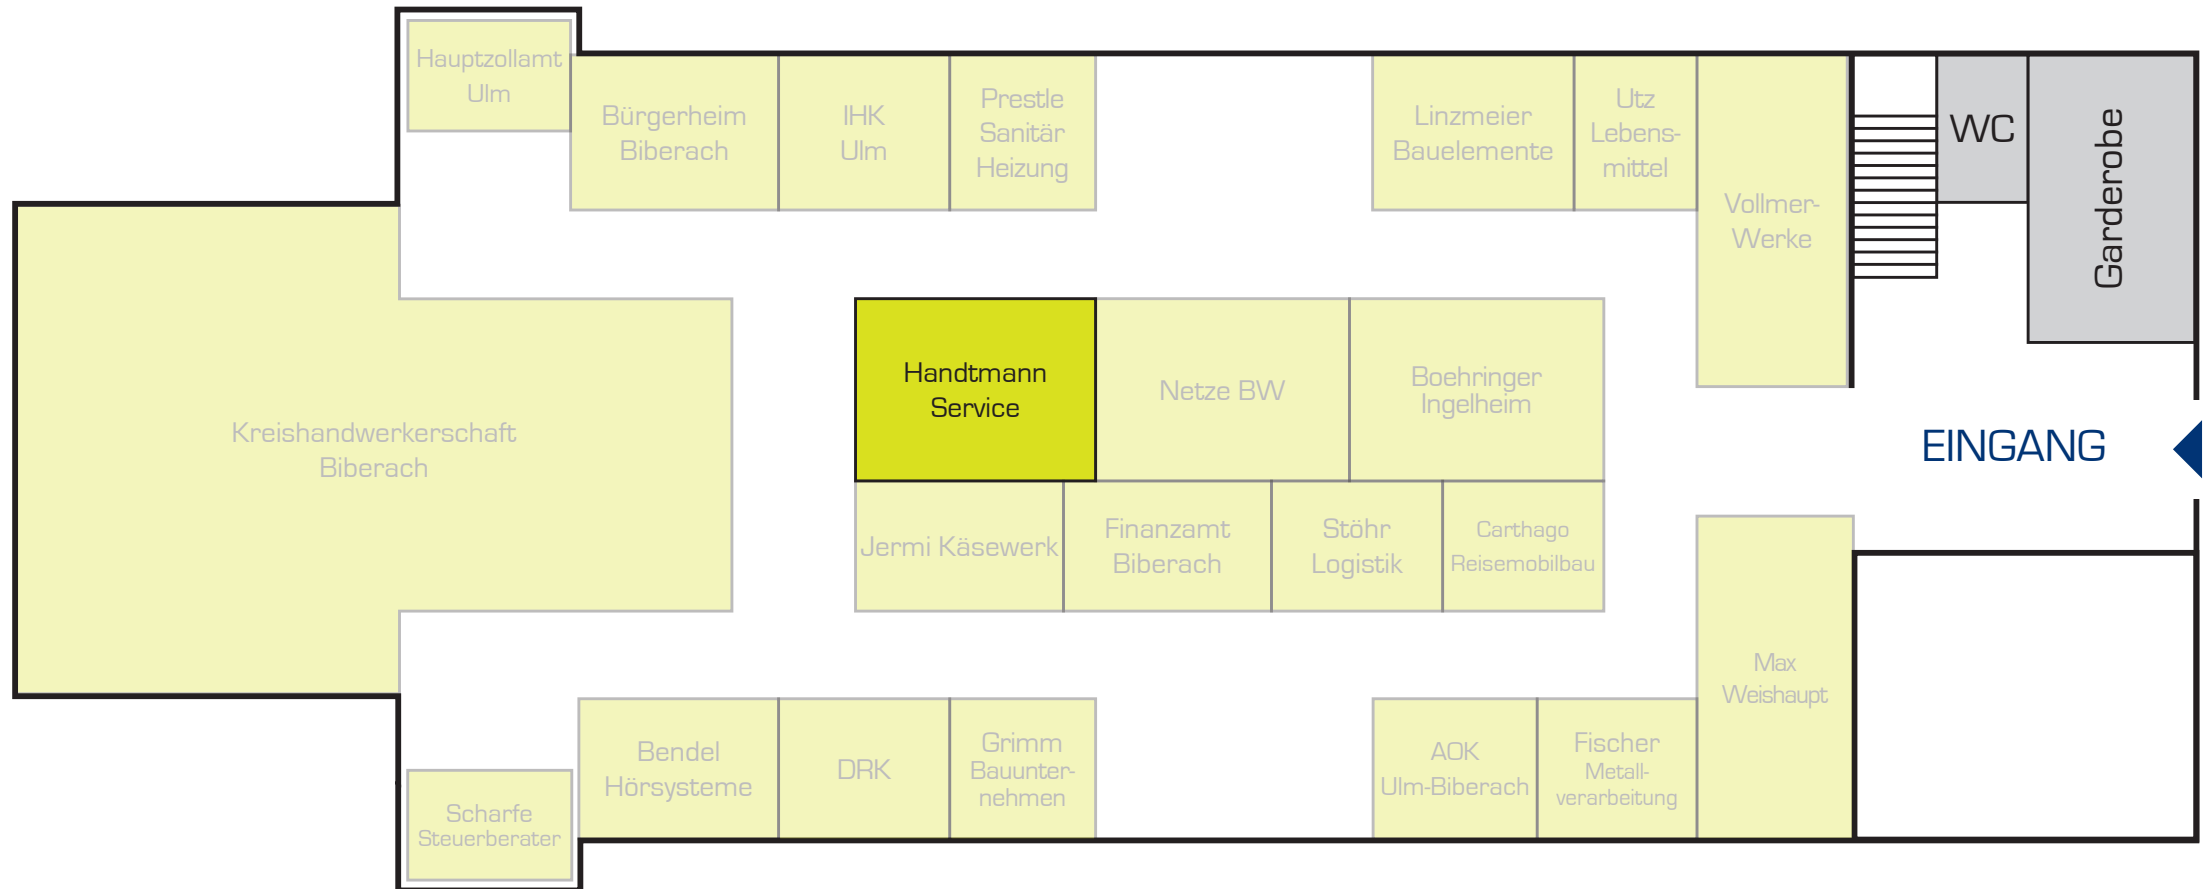 Hauptzollamt
Ulm
Bürgerheim
Biberach
IHK
Ulm
Prestle
Sanitär
Heizung
Linzmeier
Bauelemente
Utz
Lebens-
mittel
Vollmer-
Werke
WC
Garderobe
Handtmann
Service
Netze BW
Boehringer
Ingelheim
Kreishandwerkerschaft
Biberach
EINGANG
Jermi Käsewerk
Finanzamt
Biberach
Stöhr
Logistik
Carthago
Reisemobilbau
Max
Weishaupt
Bendel
Hörsysteme
DRK
Grimm
Bauunter-
nehmen
AOK
Ulm-Biberach
Fischer
Metall-
verarbeitung
Scharfe
Steuerberater